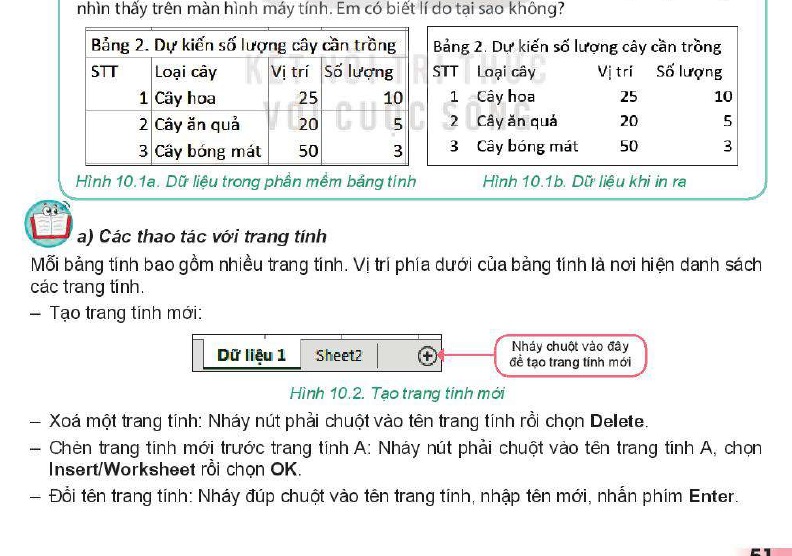 nhìn thấy trên màn hình máy tính. Em có biết lí do tại sao không?
Bảng 2. Dự kiến số lượng cây cần trồng
STT Loại cây Vị trí Số lượng
1 Cây hoa 25 10
2 Cây ăn quả 20 5
3 Cây bóng mát 50 3
Bảng 2. Dự kiến số lượng cây cần trồng
STT Loại cây Vị trí Số lượng
1 Cây hoa 25 10
2 Cây ăn quả 20 5
3 Cây bóng mát 50 3
KẾT NỐI TRI THỨC
VỚI CUỘC SỐNG
Hình 10.1a. Dữ liệu trong phần mềm bảng tính
Hình 10.1b. Dữ liệu khi in ra
a) Các thao tác với trang tính
Mỗi bảng tính bao gồm nhiều trang tính. Vị trí phía dưới của bảng tính là nơi hiện danh sách
các trang tính.
– Tạo trang tính mới:
Dữ liệu 1 Sheet2
Nháy chuột vào đây
để tạo trang tính mới
Hình 10.2. Tạo trang tính mới
– Xoá một trang tính: Nháy nút phải chuột vào tên trang tính rồi chọn Delete.
– Chèn trang tính mới trước trang tính A: Nháy nút phải chuột vào tên trang tính A, chọn
Insert/Worksheet rồi chọn OK.
– Đổi tên trang tính: Nháy đúp chuột vào tên trang tính, nhập tên mới, nhấn phím Enter.
51